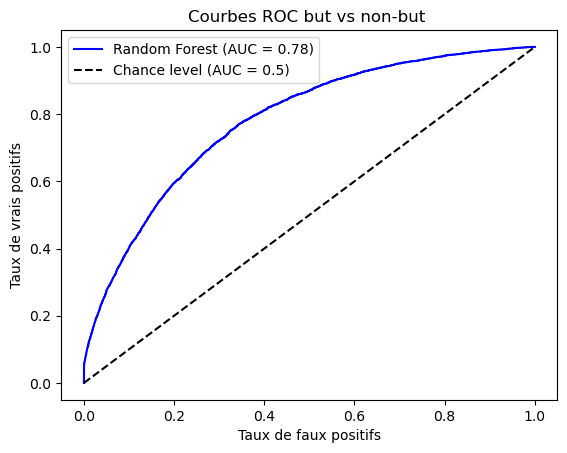 Courbes ROC but vs non-but
Random Forest (AUC = 0.78)
Chance level (AUC = 0.5)
Taux de vrais positifs
1.0
0.8
0.6
0.4
0.2
0.0
0.0 0.2 0.4 0.6 0.8 1.0
Taux de faux positifs